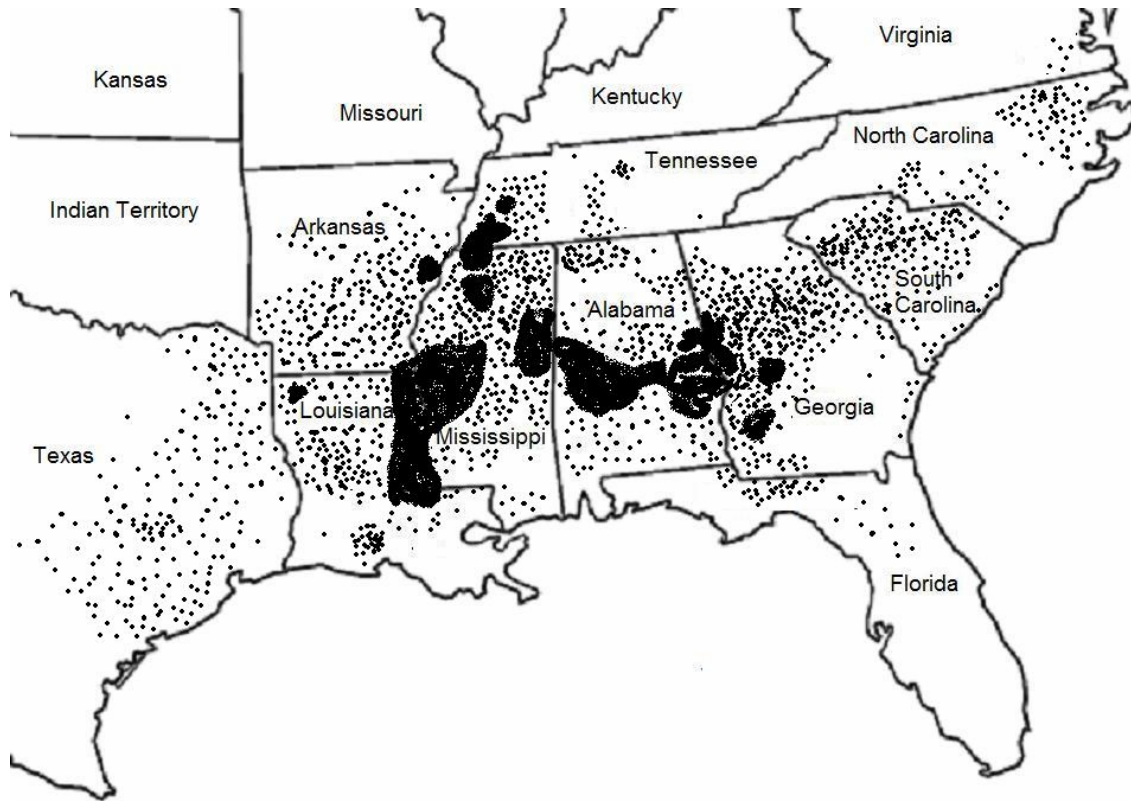 Virginia
Kansas
Kentucky
Missouri
North Carolina
Tennessee
Indian Territory
Arkansas
South
Carolina
Alabama
Louisiana
Georgia
Mississippi
Texas
Florida